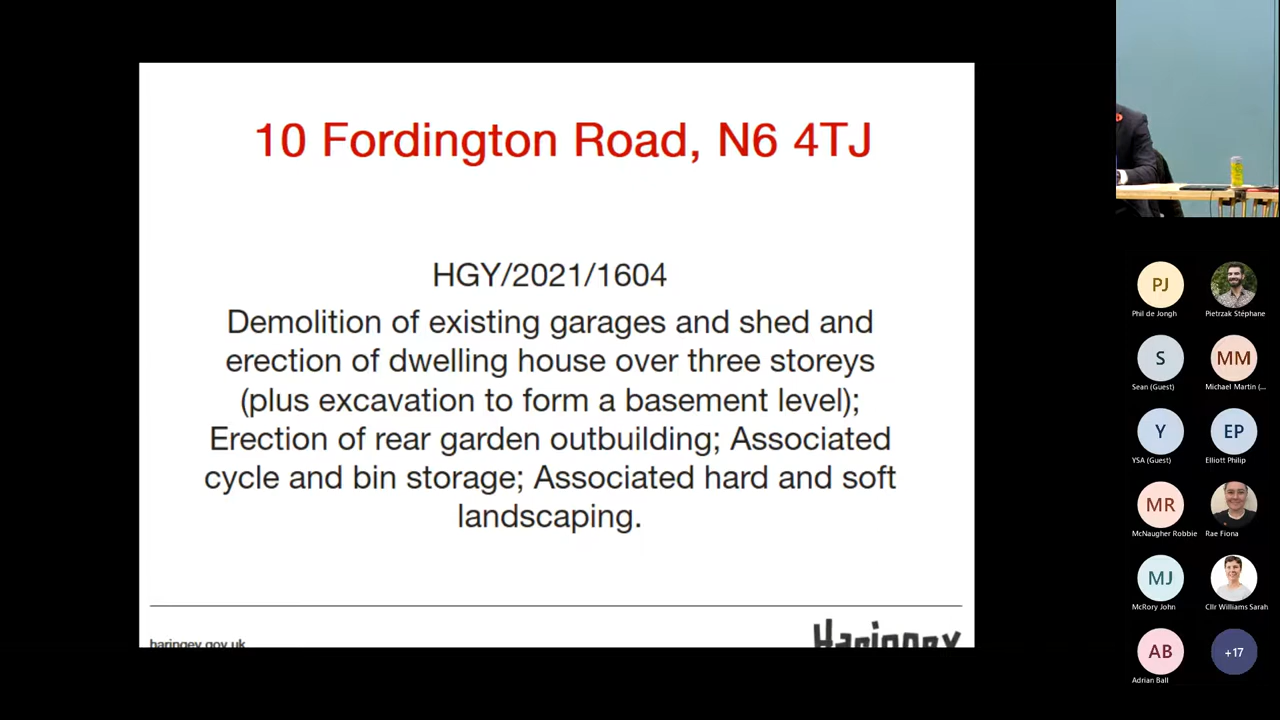 10 Fordington Road, N6 4TJ
HGY/2021/1604
Demolition of existing garages and shed and
erection of dwelling house over three storeys
(plus excavation to form a basement level);
Erection of rear garden outbuilding; Associated
cycle and bin storage; Associated hard and soft
landscaping.
haringey.gov.uk
Haringey
PJ
Phil de Jongh
Pietrzak Stéphane
S
MM
Sean (Guest)
Michael Martin (...
Y
EP
YSA (Guest)
Elliott Philip
MR
McNaugher Robbie
Rae Fiona
MJ
McRory John
Cllr Williams Sarah
AB
+17
Adrian Ball